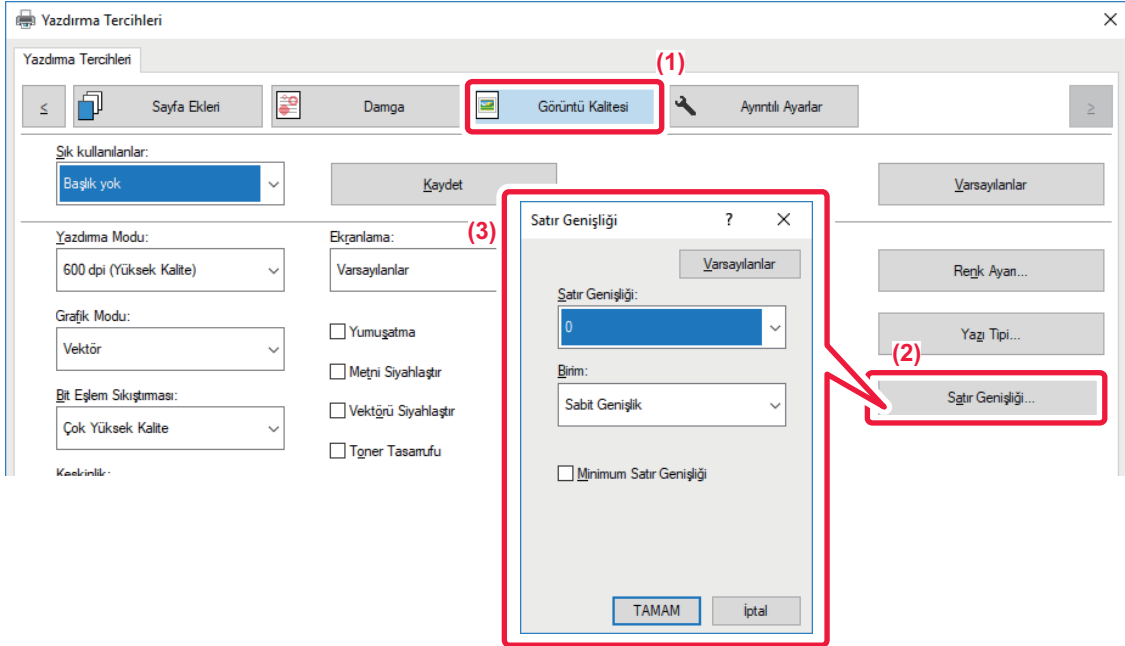 Yazdırma Tercihleri
Yazdırma Tercihleri
(1)
< Sayfa Ekleri Damga Görüntü Kalitesi Ayrıntılı Ayarlar >
Sık kullanılanlar:
Başlık yok
Kaydet
Varsayılanlar
Yazdırma Modu:
600 dpi (Yüksek Kalite)
Ekranlama:
Varsayılanlar
Renk Ayarı...
Grafik Modu:
Vektör
Yumuşatma
Yazı Tipi...
Metni Siyahlaştır
(2)
Satır Genişliği...
Bit Eşlem Sıkıştırması:
Çok Yüksek Kalite
Vektörü Siyahlaştır
Toner Tasarrufu
Keskinlik:
(3)
Satır Genişliği ?
Varsayılanlar
Satır Genişliği:
0
Birim:
Sabit Genişlik
Minimum Satır Genişliği
TAMAM İptal